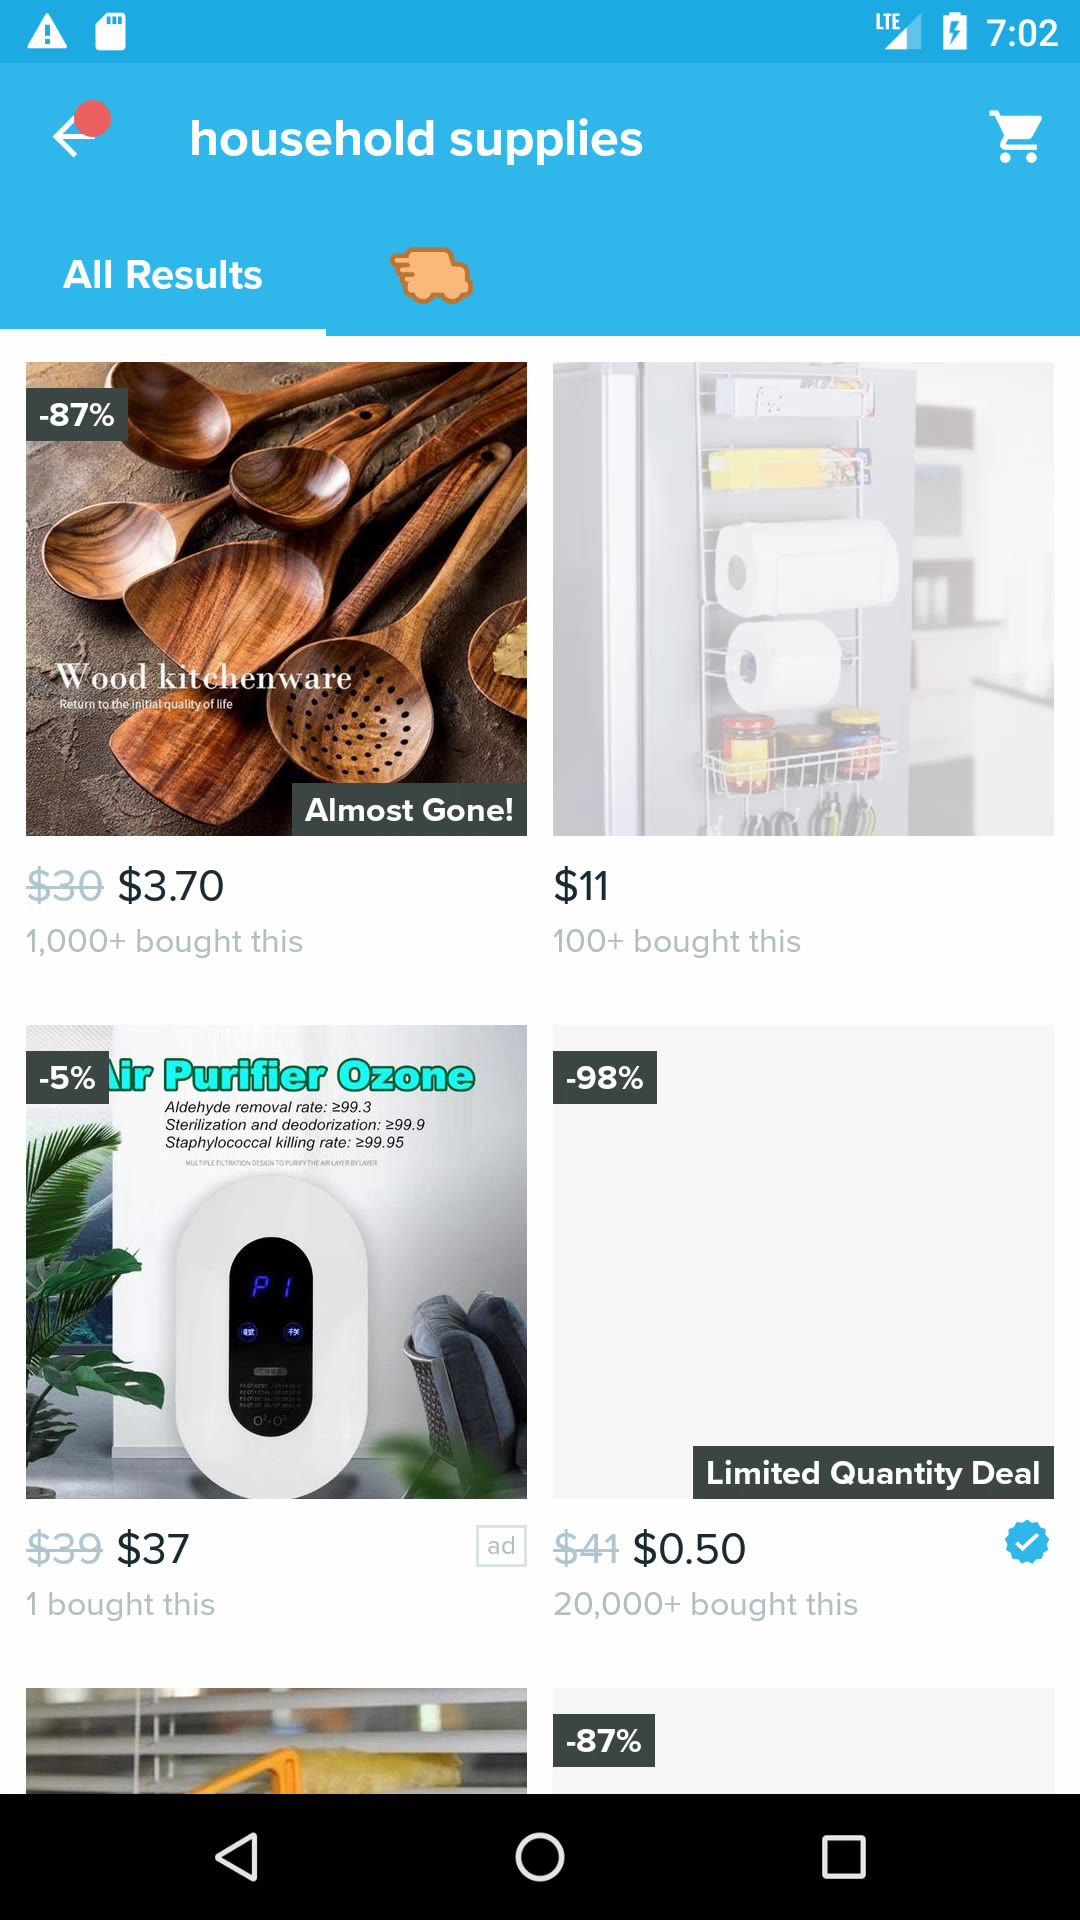 LTE 7:02
household supplies
All Results
-87%
Wood kitchenware
Return to the initial quality of life
Almost Gone!
$30 $3.70
1,000+ bought this
$11
100+ bought this
-5%
Air Purifier Ozone
Aldehyde removal rate: ≥99.3
Sterilization and deodorization: ≥99.9
Staphylococcal killing rate: ≥99.95
MULTIPLE FILTRATION DESIGN TO PURIFY THE AIR LAYER BY LAYER
P1
$39 $37
ad
1 bought this
-98%
Limited Quantity Deal
$41 $0.50
20,000+ bought this
-87%